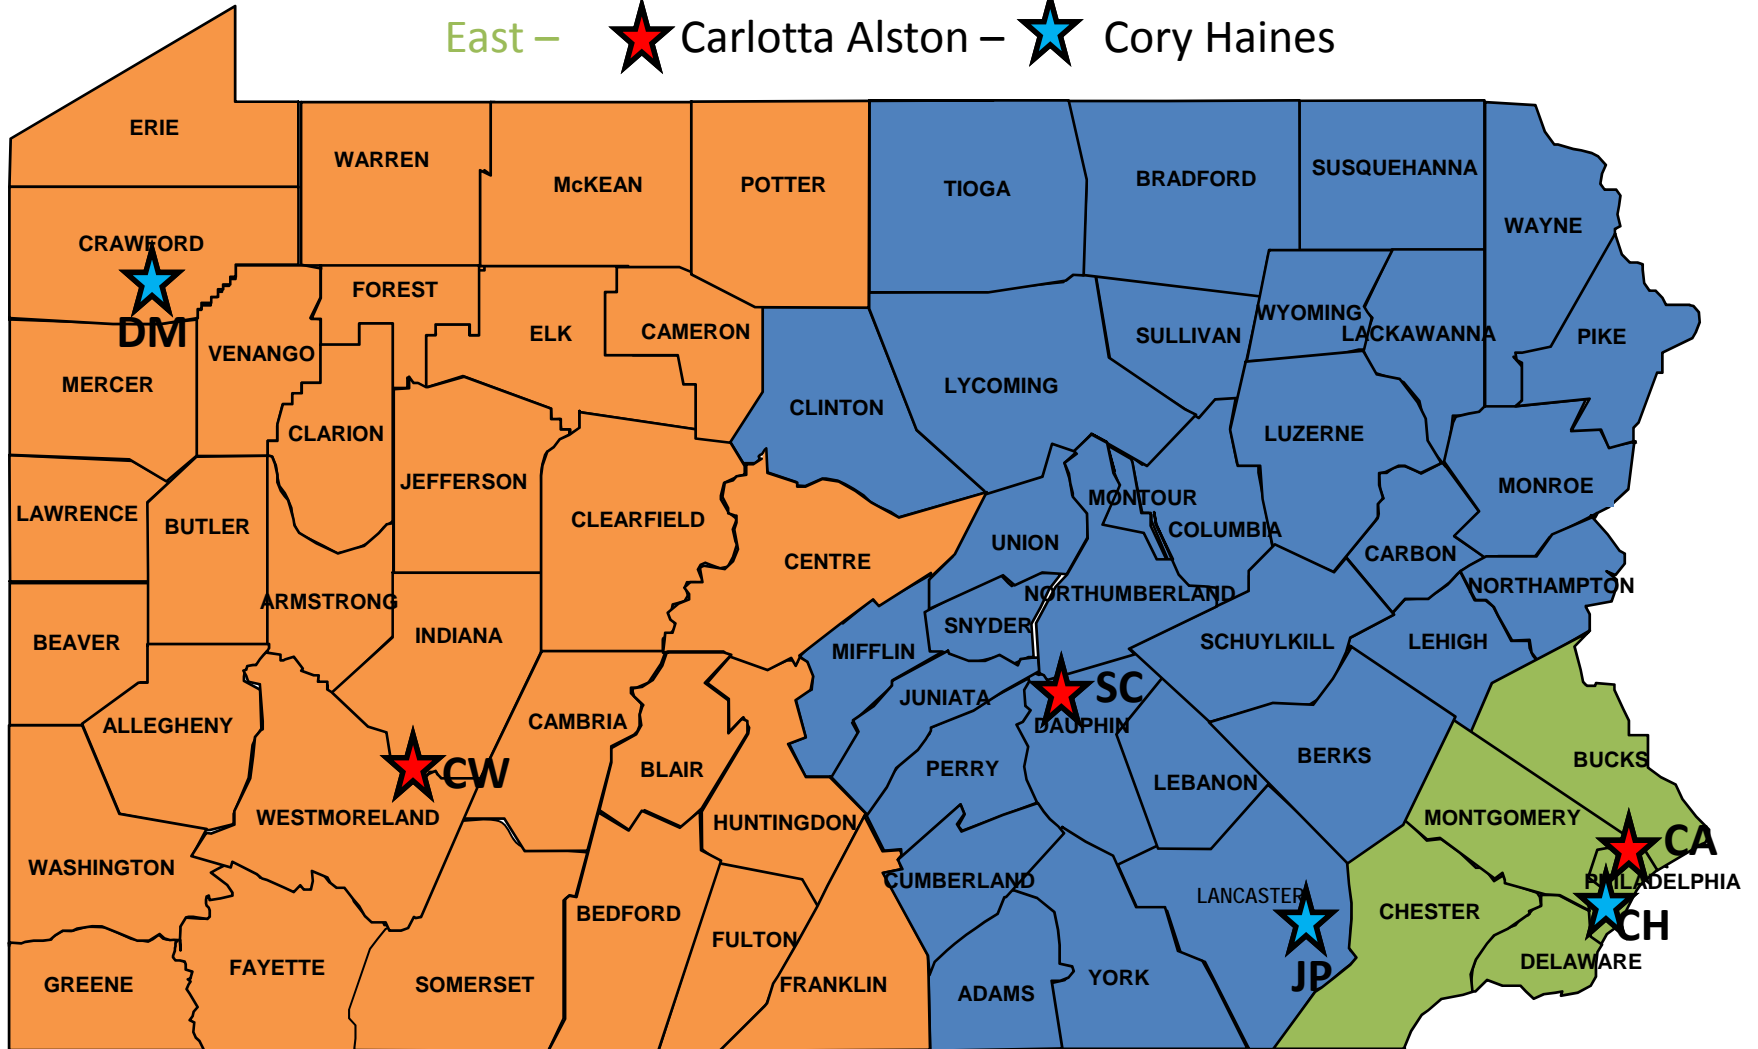 East – Carlotta Alston – Cory Haines
ERIE
WARREN
McKEAN
POTTER
TIOGA
BRADFORD
SUSQUEHANNA
WAYNE
CRAWFORD
DM
FOREST
VENANGO
ELK
CAMERON
MERCER
CLARION
CLINTON
LYCOMING
SULLIVAN
WYOMING
LACKAWANNA
PIKE
LUZERNE
LAWRENCE
BUTLER
JEFFERSON
CLEARFIELD
CENTRE
UNION
MONTOUR
COLUMBIA
MONROE
CARBON
NORTHAMPTON
BEAVER
ARMSTRONG
INDIANA
MIFFLIN
SNYDER
NORTHUMBERLAND
SCHUYLKILL
LEHIGH
ALLEGHENY
CAMBRIA
JUNIATA
SC
DAUPHIN
CW
BLAIR
PERRY
LEBANON
BERKS
BUCKS
WESTMORELAND
HUNTINGDON
MONTGOMERY
CA
WASHINGTON
BEDFORD
CUMBERLAND
LANCASTER
JP
CHESTER
PHILADELPHIA
CH
DELAWARE
GREENE
FAYETTE
SOMERSET
FULTON
FRANKLIN
ADAMS
YORK